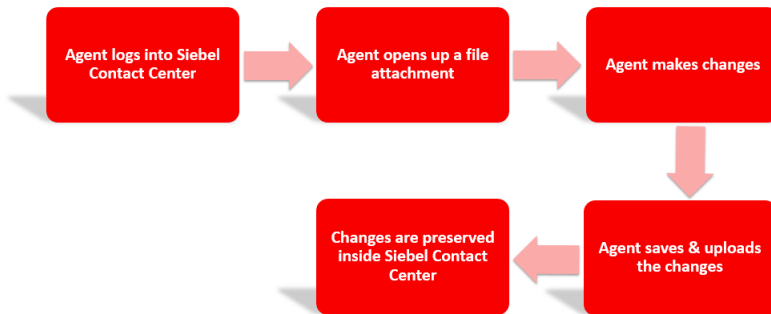 Agent logs into Siebel
Contact Center
Agent opens up a file
attachment
Agent makes changes
Agent saves & uploads
the changes
Changes are preserved
inside Siebel Contact
Center